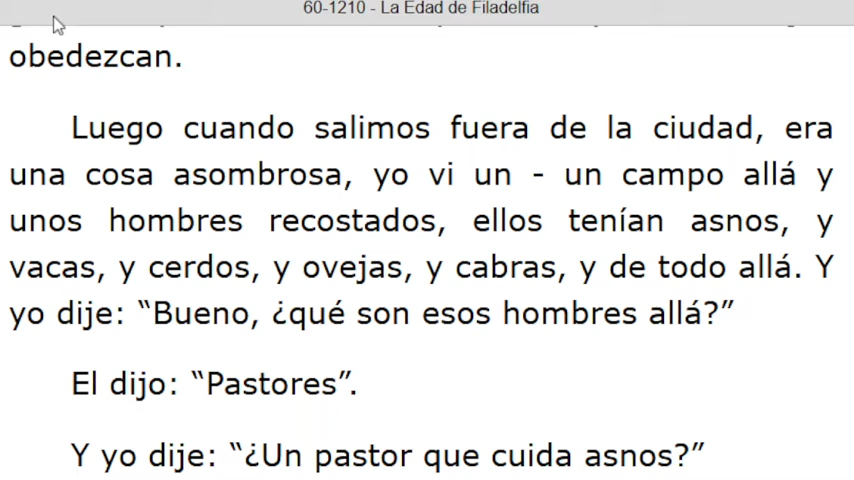 60-1210 - La Edad de Filadelfia
obedezcan.
Luego cuando salimos fuera de la ciudad, era
una cosa asombrosa, yo vi un - un campo allá y
unos hombres recostados, ellos tenían asnos, y
vacas, y cerdos, y ovejas, y cabras, y de todo allá. Y
yo dije: “Bueno, ¿qué son esos hombres allá?”
El dijo: “Pastores”.
Y yo dije: “¿Un pastor que cuida asnos?”